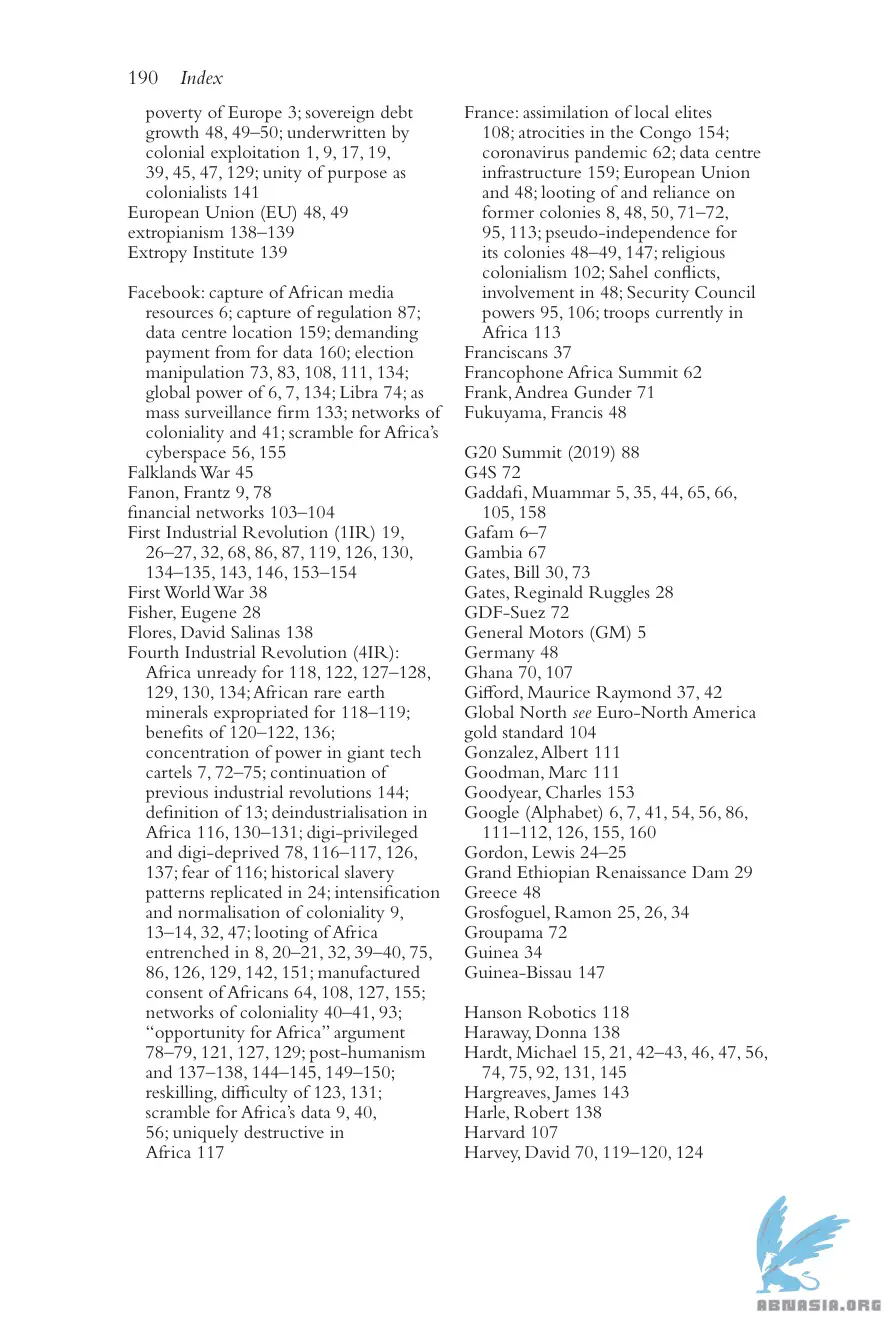 190 Index
poverty of Europe 3; sovereign debt
growth 48, 49–50; underwritten by
colonial exploitation 1, 9, 17, 19,
39, 45, 47, 129; unity of purpose as
colonialists 141
European Union (EU) 48, 49
extropianism 138–139
Extropy Institute 139
Facebook: capture of African media
resources 6; capture of regulation 87;
data centre location 159; demanding
payment from for data 160; election
manipulation 73, 83, 108, 111, 134;
global power of 6, 7, 134; Libra 74; as
mass surveillance firm 133; networks of
coloniality and 41; scramble for Africa’s
cyberspace 56, 155
Falklands War 45
Fanon, Frantz 9, 78
financial networks 103–104
First Industrial Revolution (1IR) 19,
26–27, 32, 68, 86, 87, 119, 126, 130,
134–135, 143, 146, 153–154
First World War 38
Fisher, Eugene 28
Flores, David Salinas 138
Fourth Industrial Revolution (4IR):
Africa unready for 118, 122, 127–128,
129, 130, 134; African rare earth
minerals expropriated for 118–119;
benefits of 120–122, 136;
concentration of power in giant tech
cartels 7, 72–75; continuation of
previous industrial revolutions 144;
definition of 13; deindustrialisation in
Africa 116, 130–131; digi-privileged
and digi-deprived 78, 116–117, 126,
137; fear of 116; historical slavery
patterns replicated in 24; intensification
and normalisation of coloniality 9,
13–14, 32, 47; looting of Africa
entrenched in 8, 20–21, 32, 39–40, 75,
86, 126, 129, 142, 151; manufactured
consent of Africans 64, 108, 127, 155;
networks of coloniality 40–41, 93;
“opportunity for Africa” argument
78–79, 121, 127, 129; post-humanism
and 137–138, 144–145, 149–150;
reskilling, difficulty of 123, 131;
scramble for Africa’s data 9, 40,
56; uniquely destructive in
Africa 117
France: assimilation of local elites
108; atrocities in the Congo 154;
coronavirus pandemic 62; data centre
infrastructure 159; European Union
and 48; looting of and reliance on
former colonies 8, 48, 50, 71–72,
95, 113; pseudo-independence for
its colonies 48–49, 147; religious
colonialism 102; Sahel conflicts,
involvement in 48; Security Council
powers 95, 106; troops currently in
Africa 113
Franciscans 37
Francophone Africa Summit 62
Frank, Andrea Gunder 71
Fukuyama, Francis 48
G20 Summit (2019) 88
G4S 72
Gaddafi, Muammar 5, 35, 44, 65, 66,
105, 158
Gafam 6–7
Gambia 67
Gates, Bill 30, 73
Gates, Reginald Ruggles 28
GDF-Suez 72
General Motors (GM) 5
Germany 48
Ghana 70, 107
Gifford, Maurice Raymond 37, 42
Global North see Euro-North America
gold standard 104
Gonzalez, Albert 111
Goodman, Marc 111
Goodyear, Charles 153
Google (Alphabet) 6, 7, 41, 54, 56, 86,
111–112, 126, 155, 160
Gordon, Lewis 24–25
Grand Ethiopian Renaissance Dam 29
Greece 48
Grosfoguel, Ramon 25, 26, 34
Groupama 72
Guinea 34
Guinea-Bissau 147
Hanson Robotics 118
Haraway, Donna 138
Hardt, Michael 15, 21, 42–43, 46, 47, 56,
74, 75, 92, 131, 145
Hargreaves, James 143
Harle, Robert 138
Harvard 107
Harvey, David 70, 119–120, 124
ABNASIA.ORG